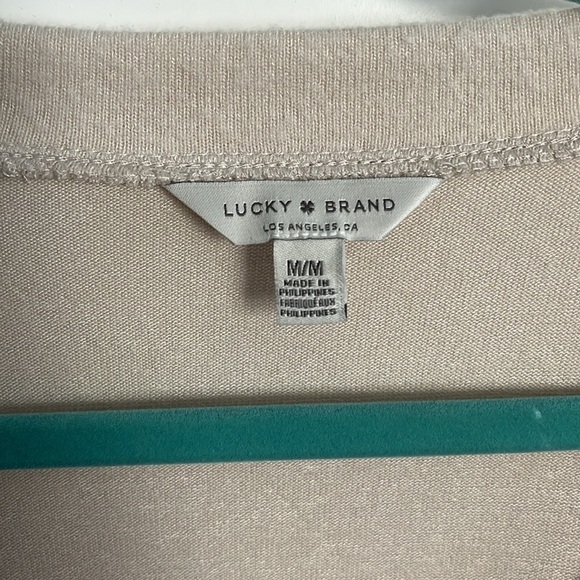 LUCKY BRAND
LOS ANGELES, CA
M/M
MADE IN
PHILIPPINES
FABRIQUÉ AUX
PHILIPPINES